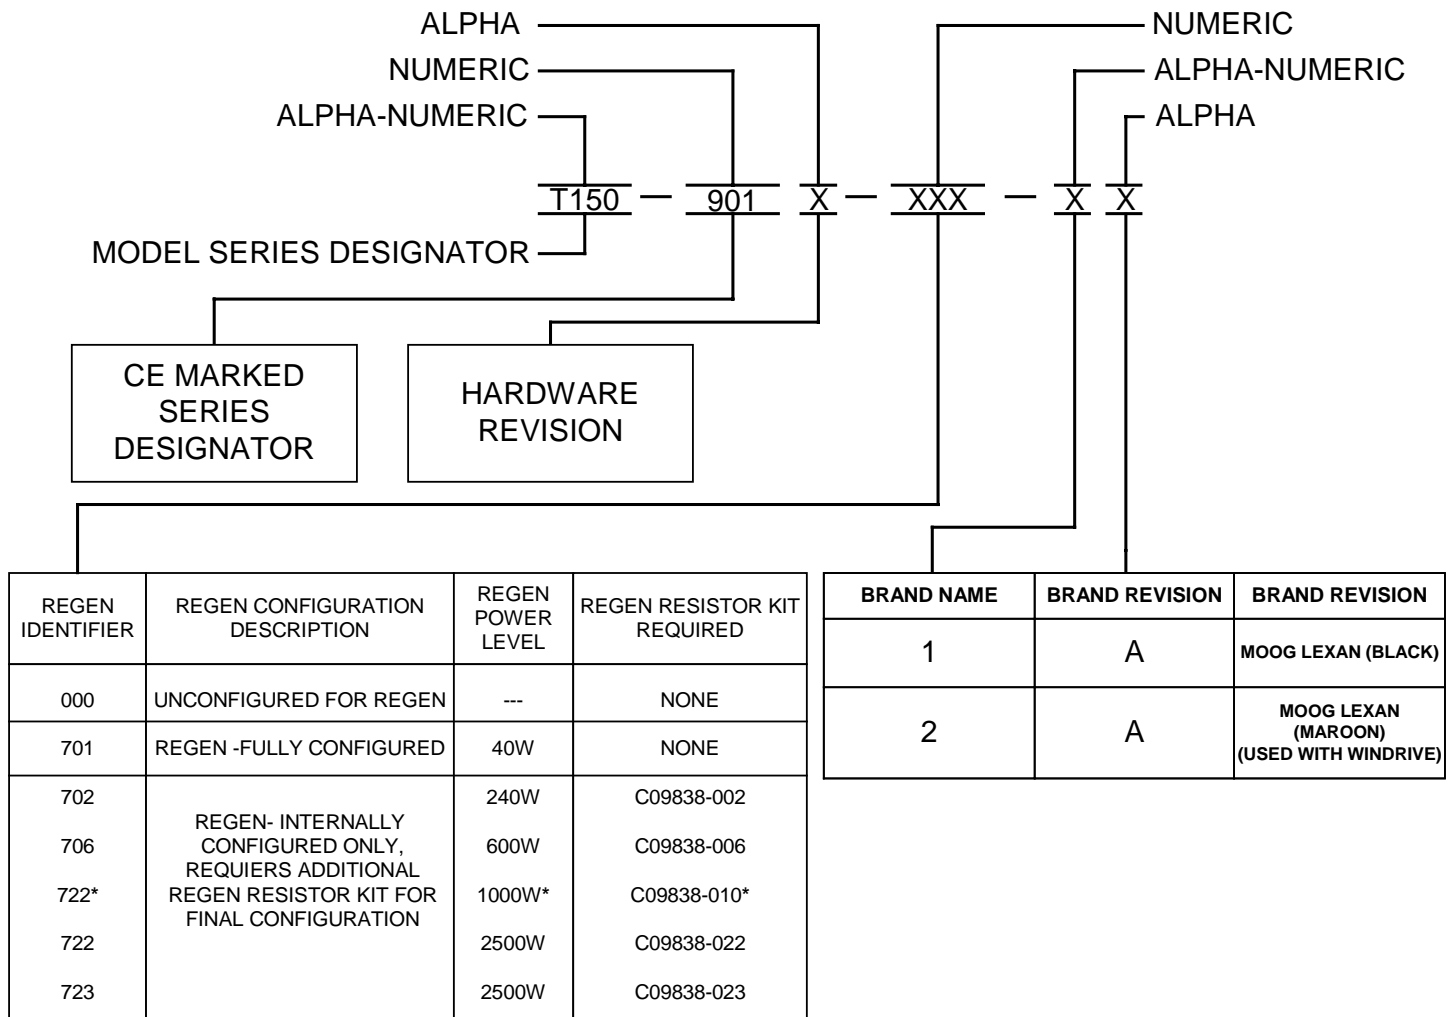 ALPHA
NUMERIC
NUMERIC
ALPHA-NUMERIC
ALPHA-NUMERIC
ALPHA
T150 — 901 X — XXX — X X
MODEL SERIES DESIGNATOR
CE MARKED
SERIES
DESIGNATOR
HARDWARE
REVISION
REGEN
IDENTIFIER
REGEN CONFIGURATION
DESCRIPTION
REGEN
POWER
LEVEL
REGEN RESISTOR KIT
REQUIRED
000 UNCONFIGURED FOR REGEN --- NONE
701 REGEN -FULLY CONFIGURED 40W NONE
REGEN- INTERNALLY
CONFIGURED ONLY,
REQUIERS ADDITIONAL
REGEN RESISTOR KIT FOR
FINAL CONFIGURATION
702 240W C09838-002
706 600W C09838-006
722* 1000W* C09838-010*
722 2500W C09838-022
723 2500W C09838-023
BRAND NAME BRAND REVISION BRAND REVISION
1 A MOOG LEXAN (BLACK)
2 A
MOOG LEXAN
(MAROON)
(USED WITH WINDRIVE)